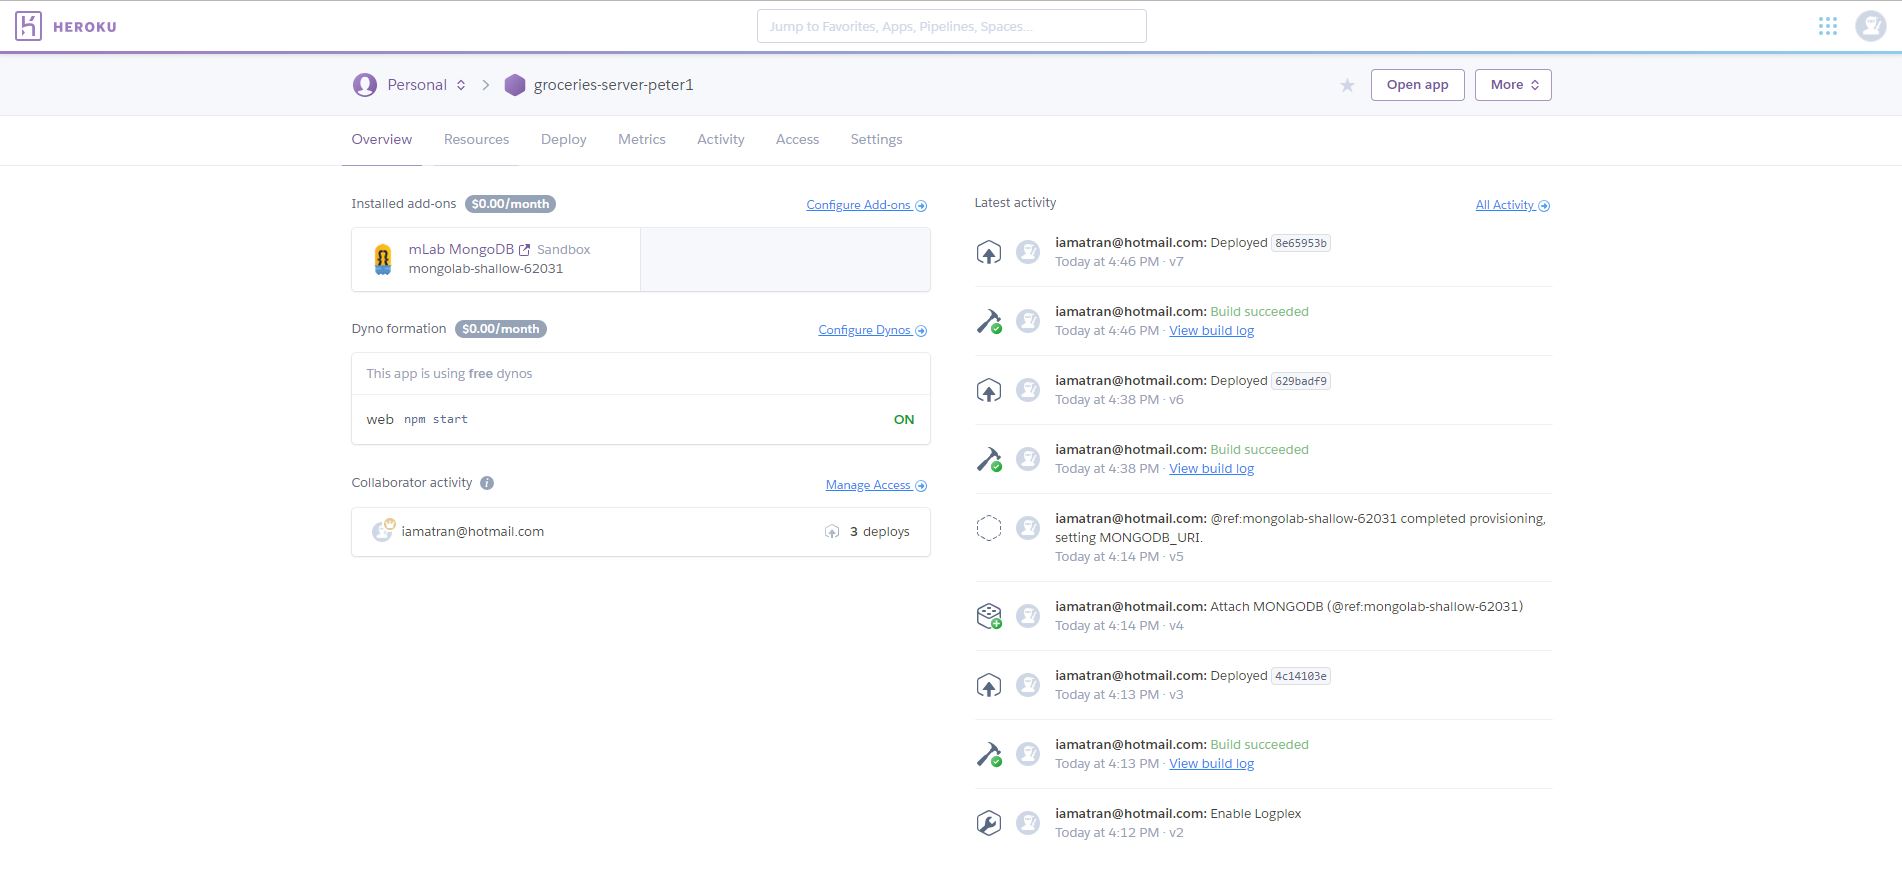 HEROKU
Jump to Favorites, Apps, Pipelines, Spaces...
Personal
groceries-server-peter1
Open app
More
Overview Resources Deploy Metrics Activity Access Settings
Installed add-ons $0.00/month
Configure Add-ons
mLab MongoDB Sandbox
mongolab-shallow-62031
Dyno formation $0.00/month
Configure Dynos
This app is using free dynos
web npm start ON
Collaborator activity i
Manage Access
iamatran@hotmail.com 3 deploys
Latest activity
All Activity
iamatran@hotmail.com: Deployed 8e65953b
Today at 4:46 PM · v7
iamatran@hotmail.com: Build succeeded
Today at 4:46 PM · View build log
iamatran@hotmail.com: Deployed 629badf9
Today at 4:38 PM · v6
iamatran@hotmail.com: Build succeeded
Today at 4:38 PM · View build log
iamatran@hotmail.com: @ref:mongolab-shallow-62031 completed provisioning,
setting MONGODB_URI.
Today at 4:14 PM · v5
iamatran@hotmail.com: Attach MONGODB (@ref:mongolab-shallow-62031)
Today at 4:14 PM · v4
iamatran@hotmail.com: Deployed 4c14103e
Today at 4:13 PM · v3
iamatran@hotmail.com: Build succeeded
Today at 4:13 PM · View build log
iamatran@hotmail.com: Enable Logplex
Today at 4:12 PM · v2